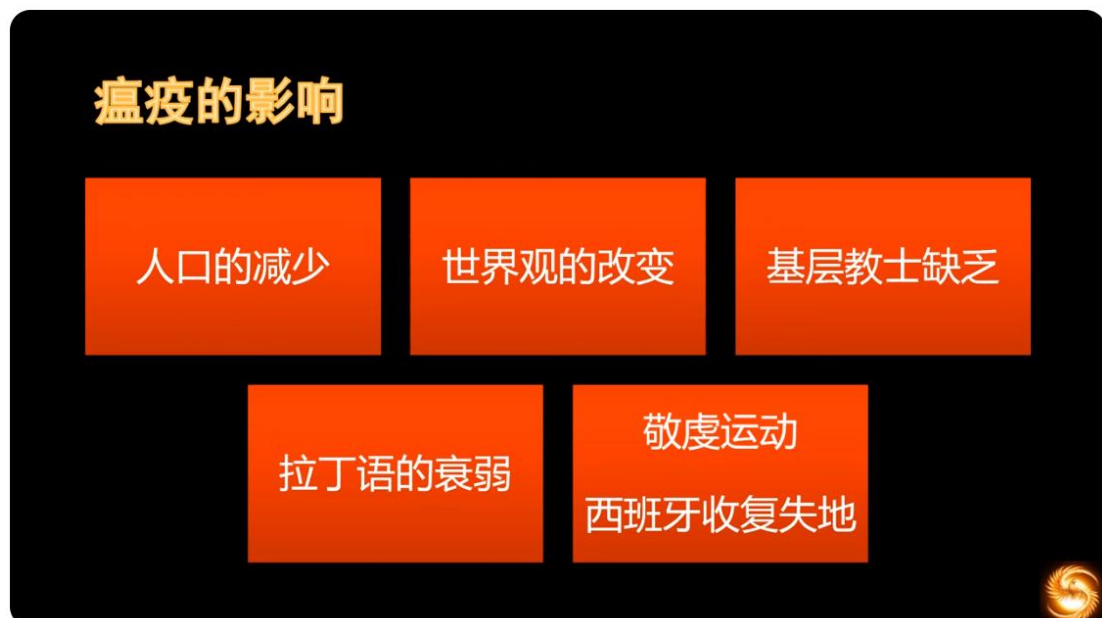 瘟疫的影响
人口的减少
世界观的改变
基层教士缺乏
拉丁语的衰弱
敬虔运动
西班牙收复失地